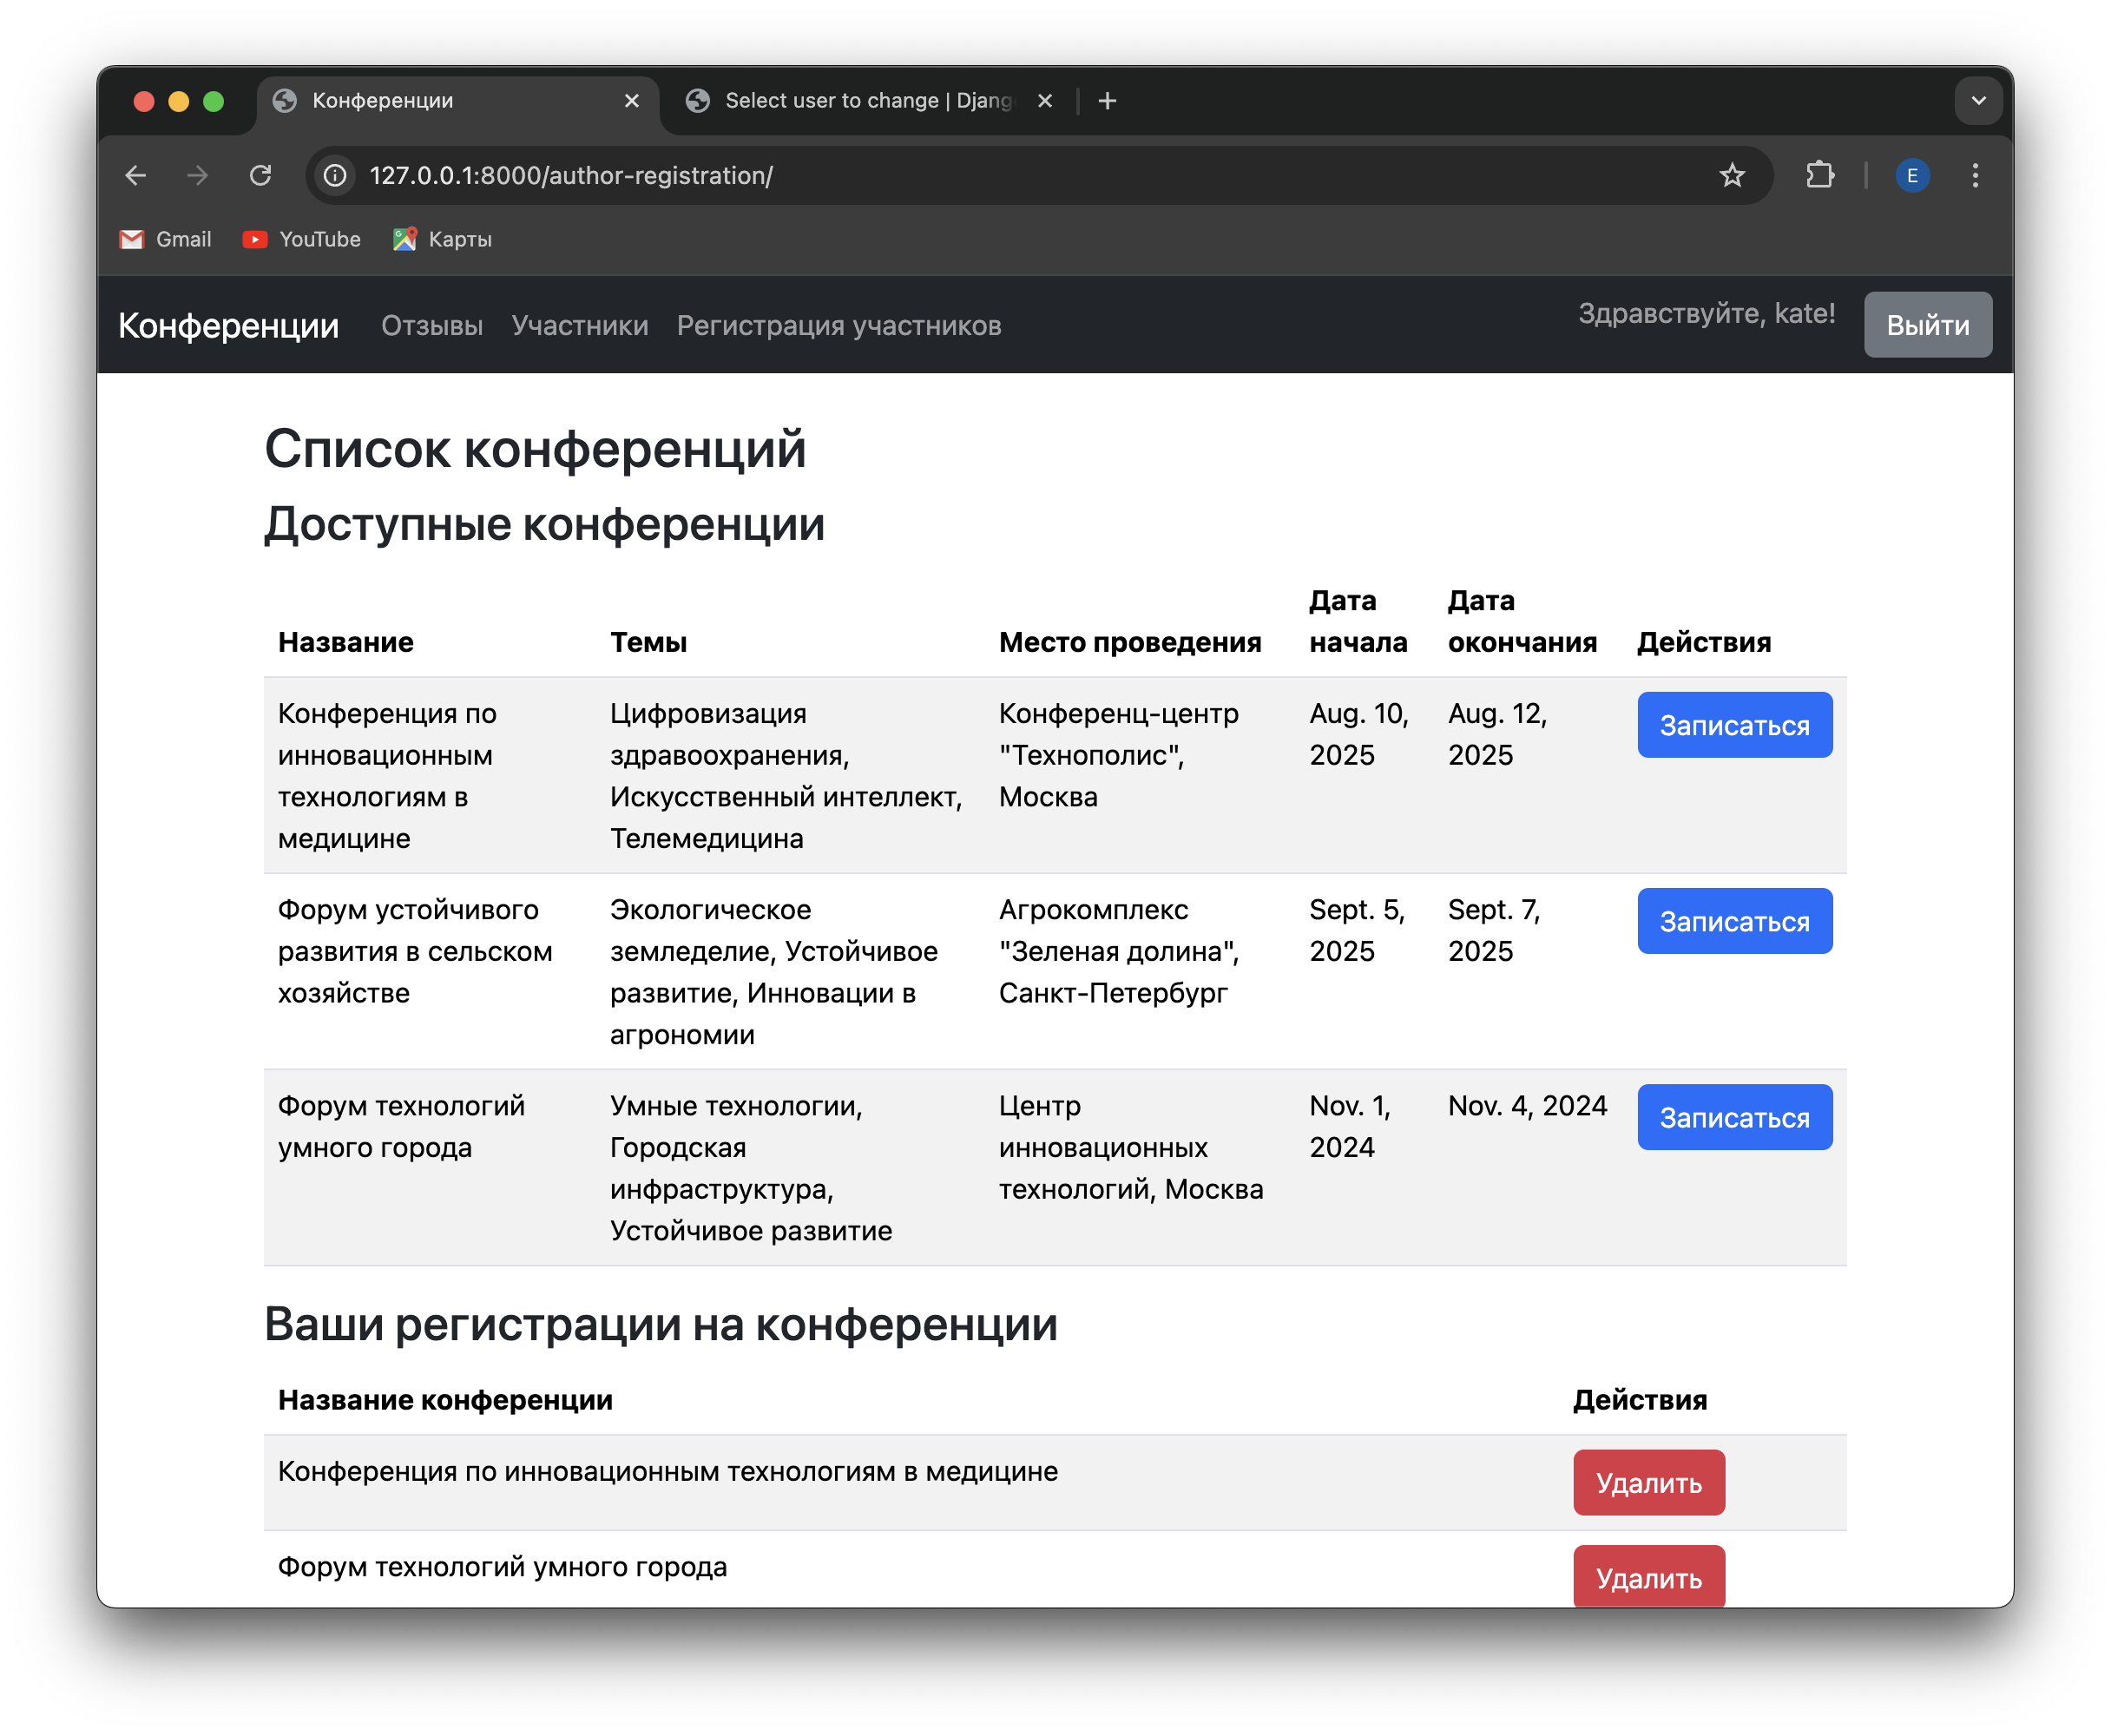 Конференции
Select user to change | Djang
127.0.0.1:8000/author-registration/
E
Gmail
YouTube
Карты
Конференции
Отзывы
Участники
Регистрация участников
Здравствуйте, kate!
Выйти
Список конференций
Доступные конференции
Название
Темы
Место проведения
Дата
начала
Дата
окончания
Действия
Конференция по
инновационным
технологиям в
медицине
Цифровизация
здравоохранения,
Искусственный интеллект,
Телемедицина
Конференц-центр
"Технополис",
Москва
Aug. 10,
2025
Aug. 12,
2025
Записаться
Форум устойчивого
развития в сельском
хозяйстве
Экологическое
земледелие, Устойчивое
развитие, Инновации в
агрономии
Агрокомплекс
"Зеленая долина",
Санкт-Петербург
Sept. 5,
2025
Sept. 7,
2025
Записаться
Форум технологий
умного города
Умные технологии,
Городская
инфраструктура,
Устойчивое развитие
Центр
инновационных
технологий, Москва
Nov. 1,
2024
Nov. 4, 2024
Записаться
Ваши регистрации на конференции
Название конференции
Действия
Конференция по инновационным технологиям в медицине
Удалить
Форум технологий умного города
Удалить